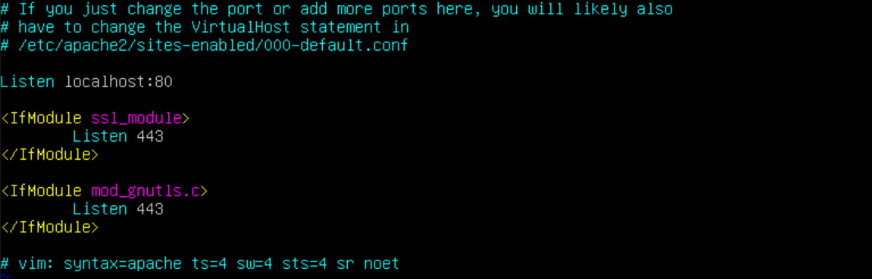 # If you just change the port or add more ports here, you will likely also
# have to change the VirtualHost statement in
# /etc/apache2/sites-enabled/000-default.conf
Listen localhost:80
<IfModule ssl_module>
Listen 443
</IfModule>
<IfModule mod_gnutls.c>
Listen 443
</IfModule>
# vim: syntax=apache ts=4 sw=4 sts=4 sr noet